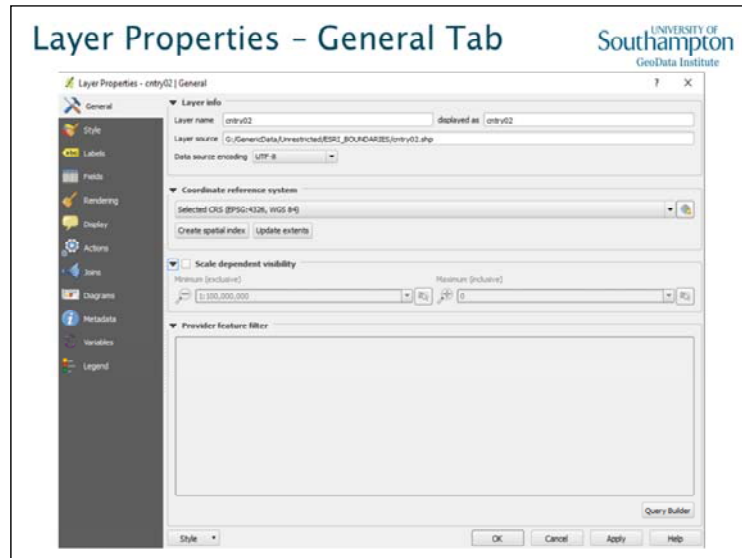 Layer Properties – General Tab
UNIVERSITY OF
Southampton
GeoData Institute
Layer Properties - cntry02 | General
? X
General
Style
Labels
Fields
Rendering
Display
Actions
Joins
Diagrams
Metadata
Variables
Legend
Layer info
Layer name cntry02 displayed as cntry02
Layer source G:/GenericData/Unrestricted/ESRI_BOUNDARIES/cntry02.shp
Data source encoding UTF-8
Coordinate reference system
Selected CRS (EPSG:4326, WGS 84)
Create spatial index Update extents
Scale dependent visibility
Minimum (exclusive) Maximum (inclusive)
1:100,000,000 0
Provider feature filter
Query Builder
Style OK Cancel Apply Help